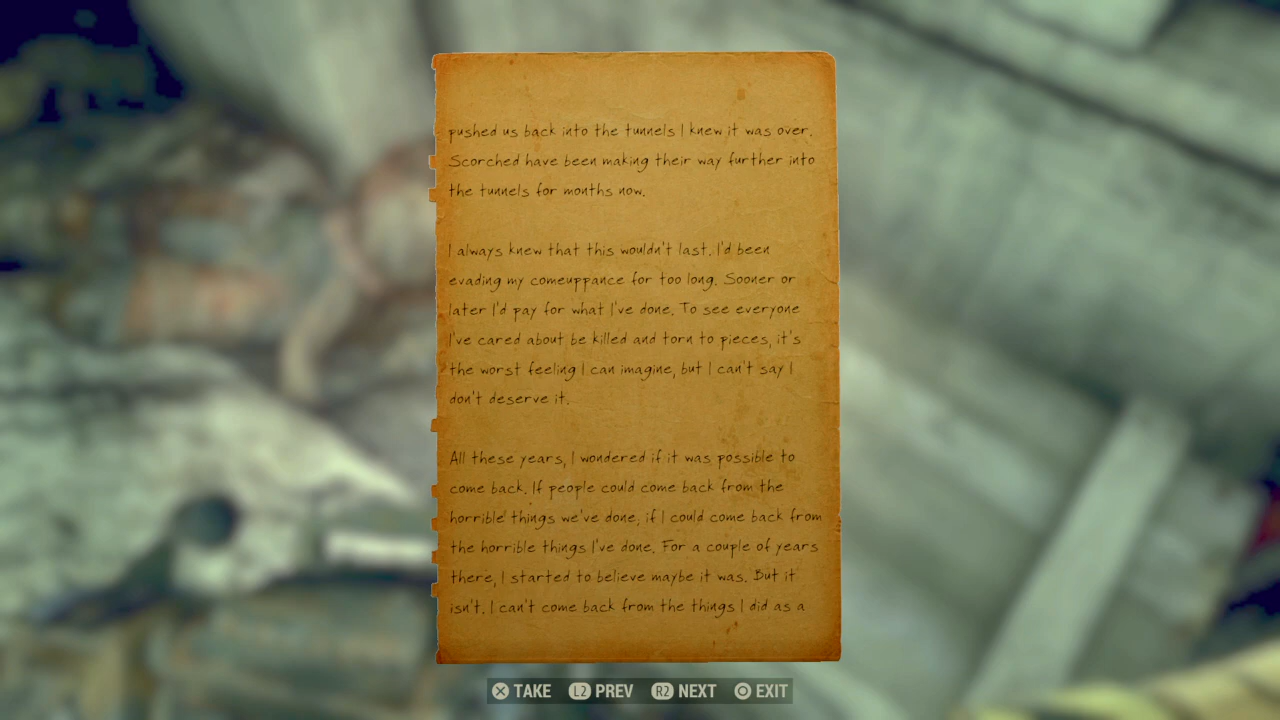 pushed us back into the tunnels I knew it was over.
Scorched have been making their way further into
the tunnels for months now.
I always knew that this wouldn't last. I'd been
evading my comeuppance for too long. Sooner or
later I'd pay for what I've done. To see everyone
I've cared about be killed and torn to pieces, it's
the worst feeling I can imagine, but I can't say I
don't deserve it.
All these years, I wondered if it was possible to
come back. If people could come back from the
horrible things we've done, if I could come back from
the horrible things I've done. For a couple of years
there, I started to believe maybe it was. But it
isn't. I can't come back from the things I did as a
TAKE L2 PREV R2 NEXT EXIT